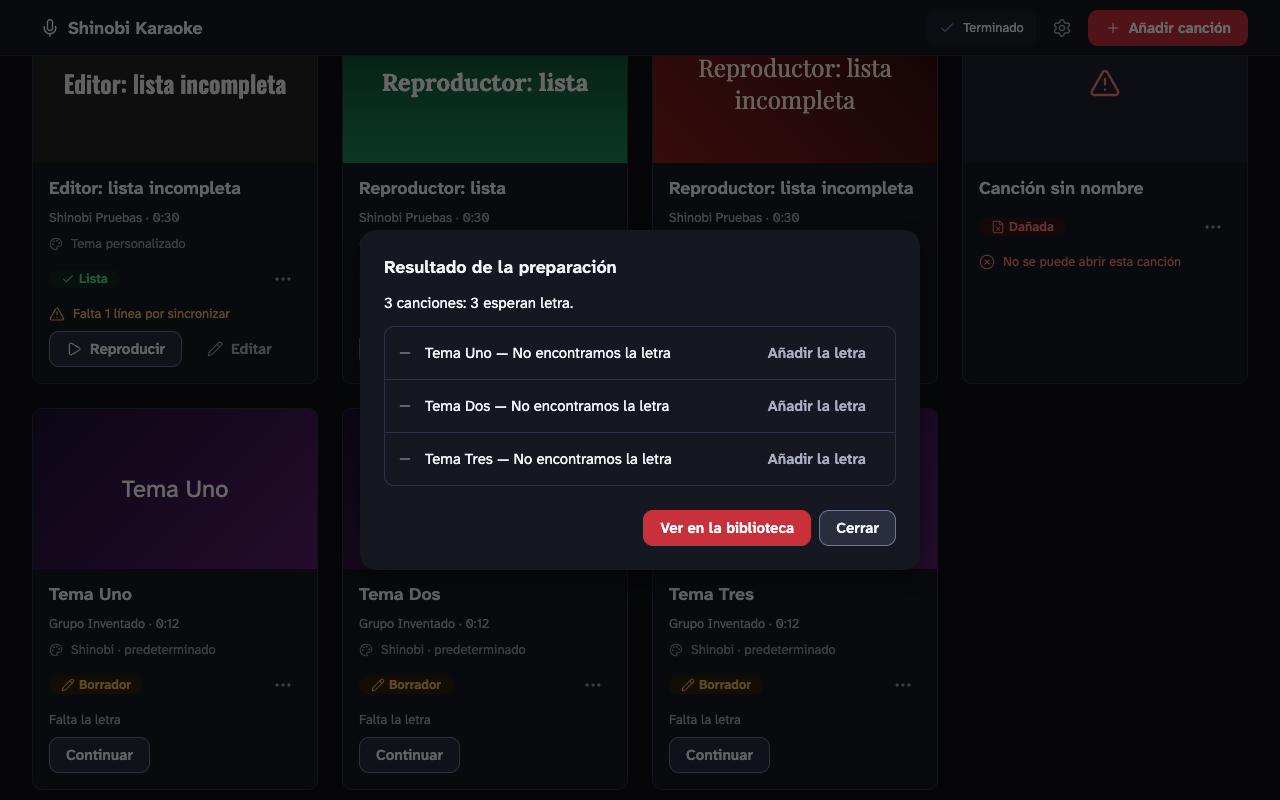 Shinobi Karaoke
Terminado
Añadir canción
Editor: lista incompleta
Reproductor: lista
Reproductor: lista
incompleta
Editor: lista incompleta
Shinobi Pruebas · 0:30
Tema personalizado
Lista
Falta 1 línea por sincronizar
Reproducir
Editar
Reproductor: lista
Shinobi Pruebas · 0:30
Reproductor: lista incompleta
Shinobi Pruebas · 0:30
Canción sin nombre
Dañada
No se puede abrir esta canción
Resultado de la preparación
3 canciones: 3 esperan letra.
Tema Uno — No encontramos la letra
Añadir la letra
Tema Dos — No encontramos la letra
Añadir la letra
Tema Tres — No encontramos la letra
Añadir la letra
Ver en la biblioteca
Cerrar
Tema Uno
Tema Uno
Grupo Inventado · 0:12
Shinobi · predeterminado
Borrador
Falta la letra
Continuar
Tema Dos
Grupo Inventado · 0:12
Shinobi · predeterminado
Borrador
Falta la letra
Continuar
Tema Tres
Grupo Inventado · 0:12
Shinobi · predeterminado
Borrador
Falta la letra
Continuar